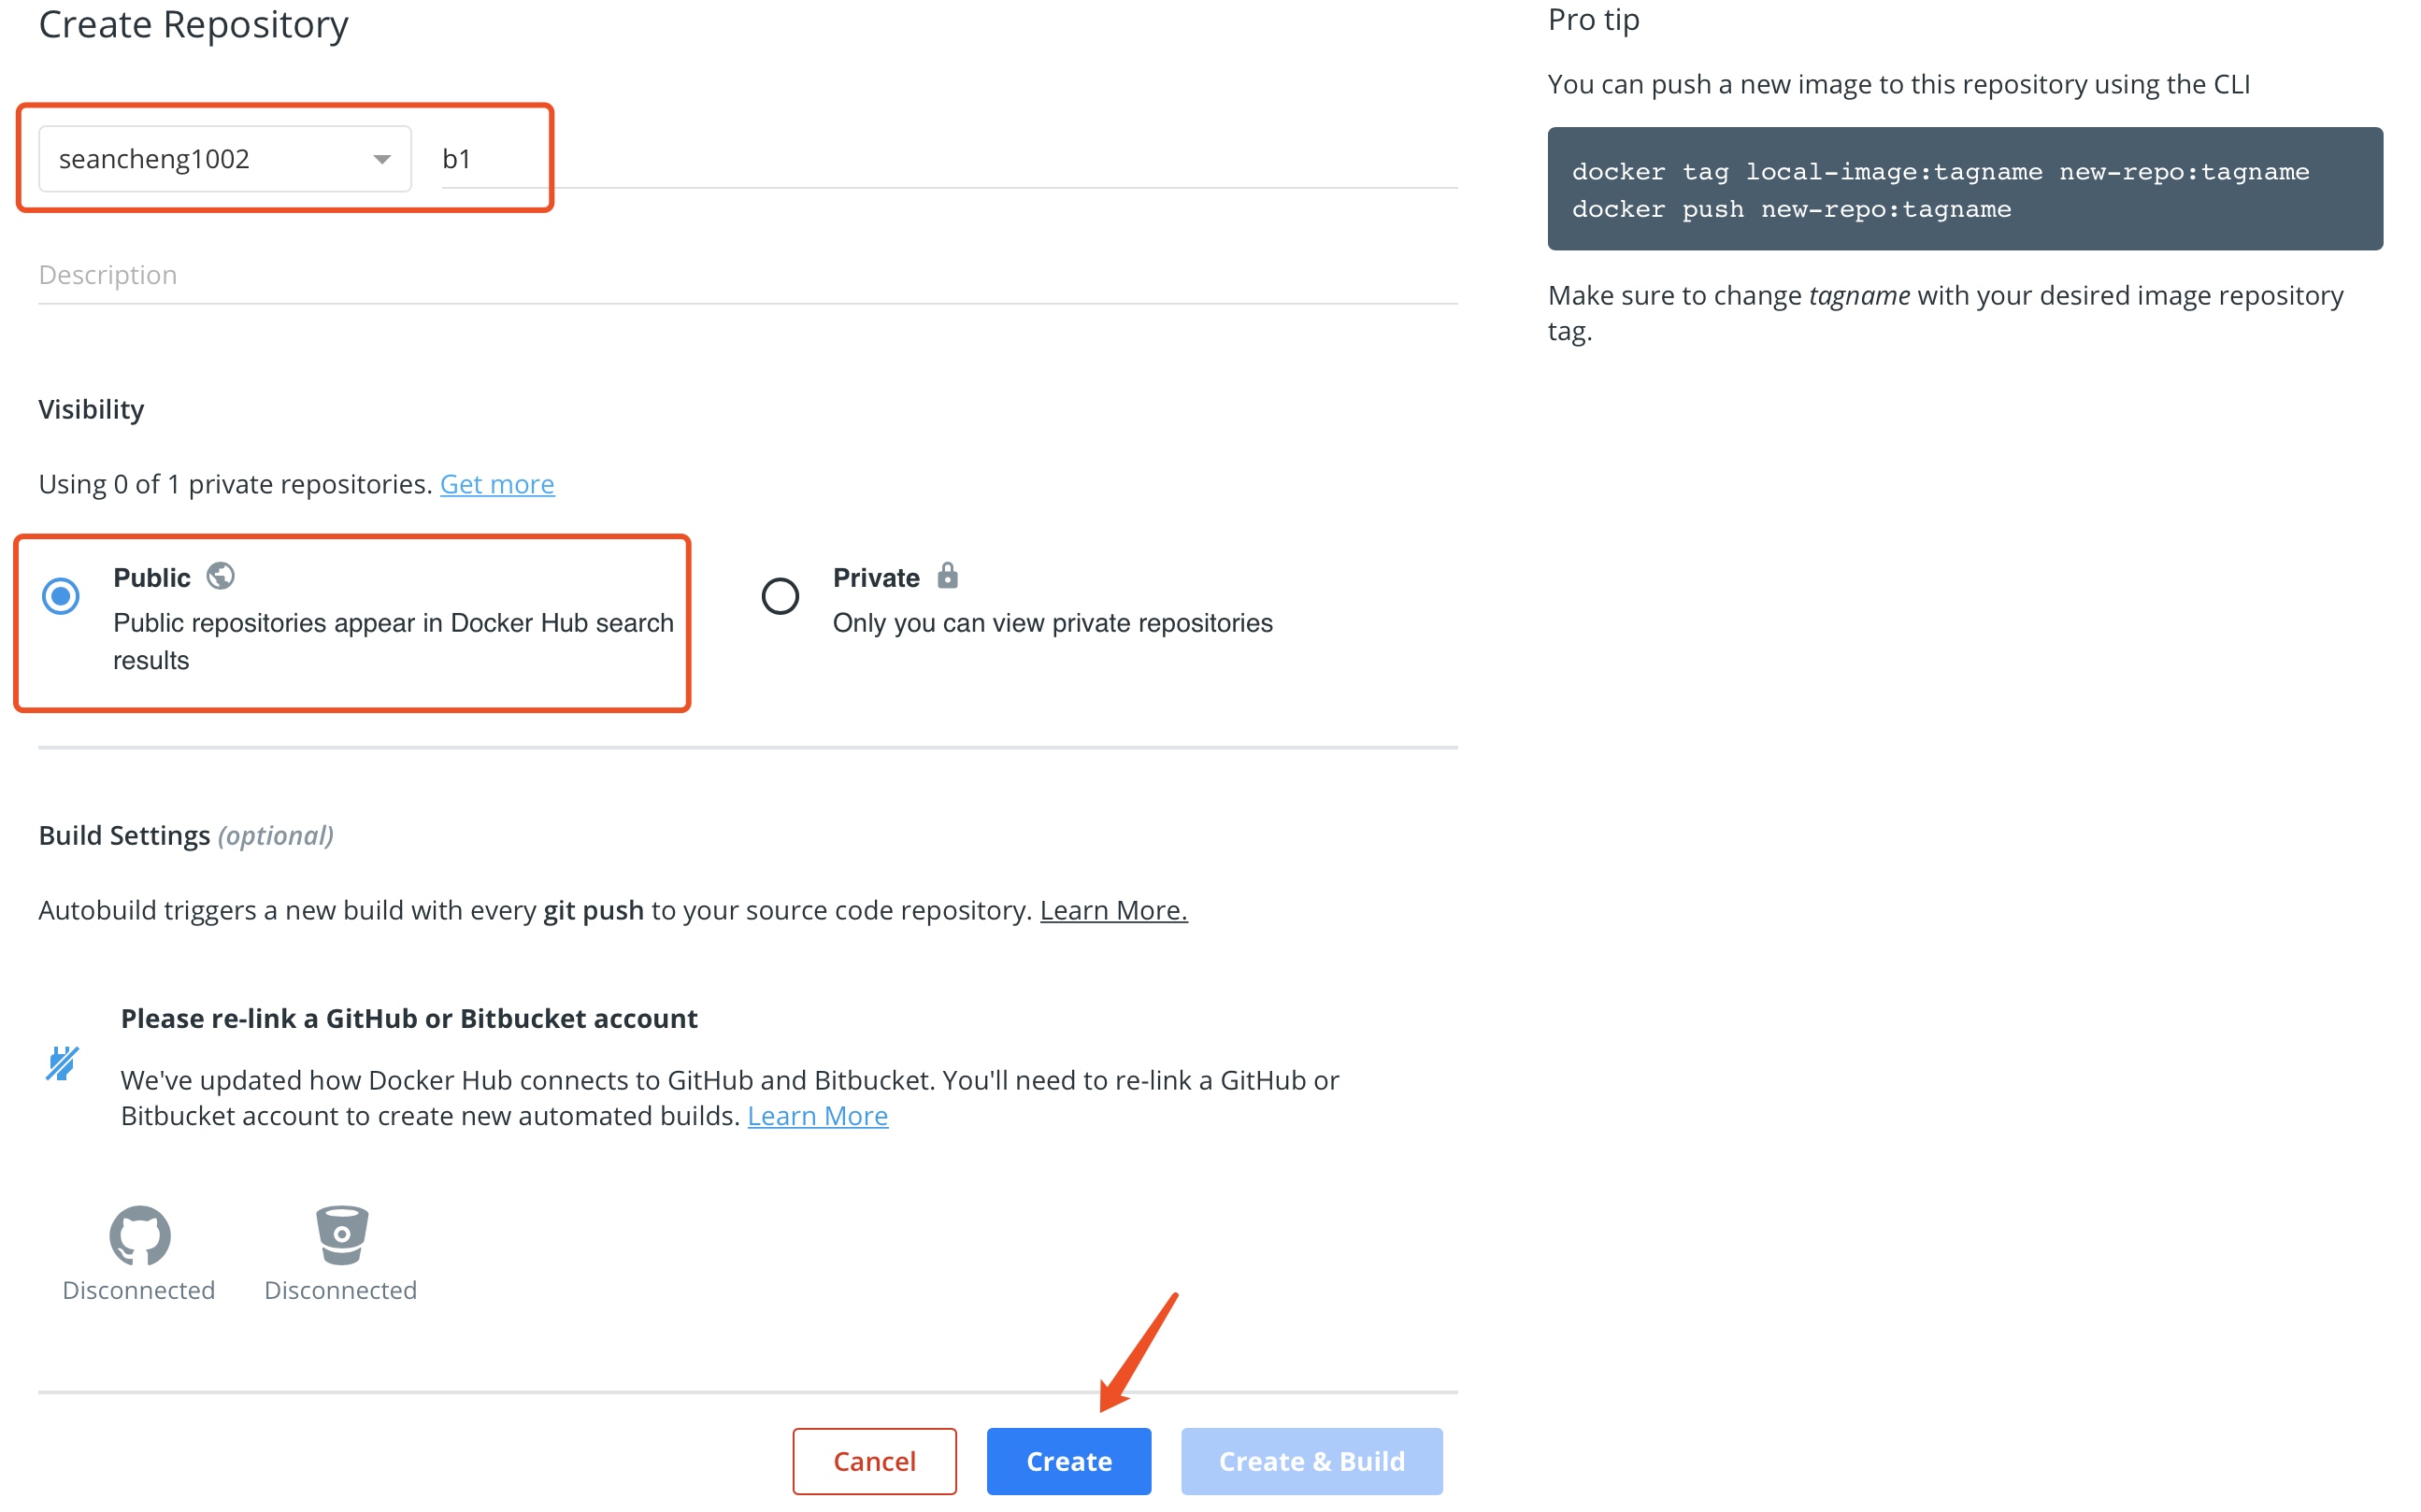 Create Repository
seancheng1002
b1
Description
Visibility
Using 0 of 1 private repositories. Get more
Public
Public repositories appear in Docker Hub search
results
Private
Only you can view private repositories
Build Settings (optional)
Autobuild triggers a new build with every git push to your source code repository. Learn More.
Please re-link a GitHub or Bitbucket account
We've updated how Docker Hub connects to GitHub and Bitbucket. You'll need to re-link a GitHub or
Bitbucket account to create new automated builds. Learn More
Disconnected
Disconnected
Cancel
Create
Create & Build
Pro tip
You can push a new image to this repository using the CLI
docker tag local-image:tagname new-repo:tagname
docker push new-repo:tagname
Make sure to change tagname with your desired image repository
tag.